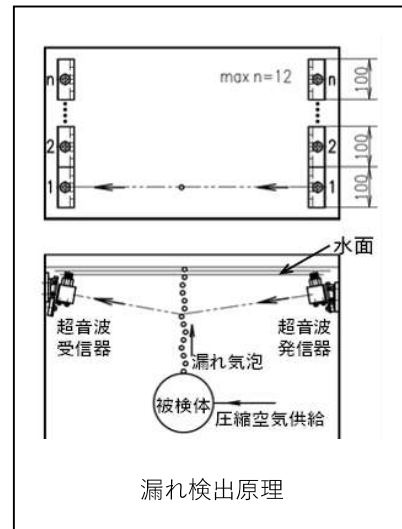 n
max n=12
n
100
2
2
100
1
1
100
水面
超音波
受信器
超音波
発信器
漏れ気泡
被検体
圧縮空気供給
漏れ検出原理